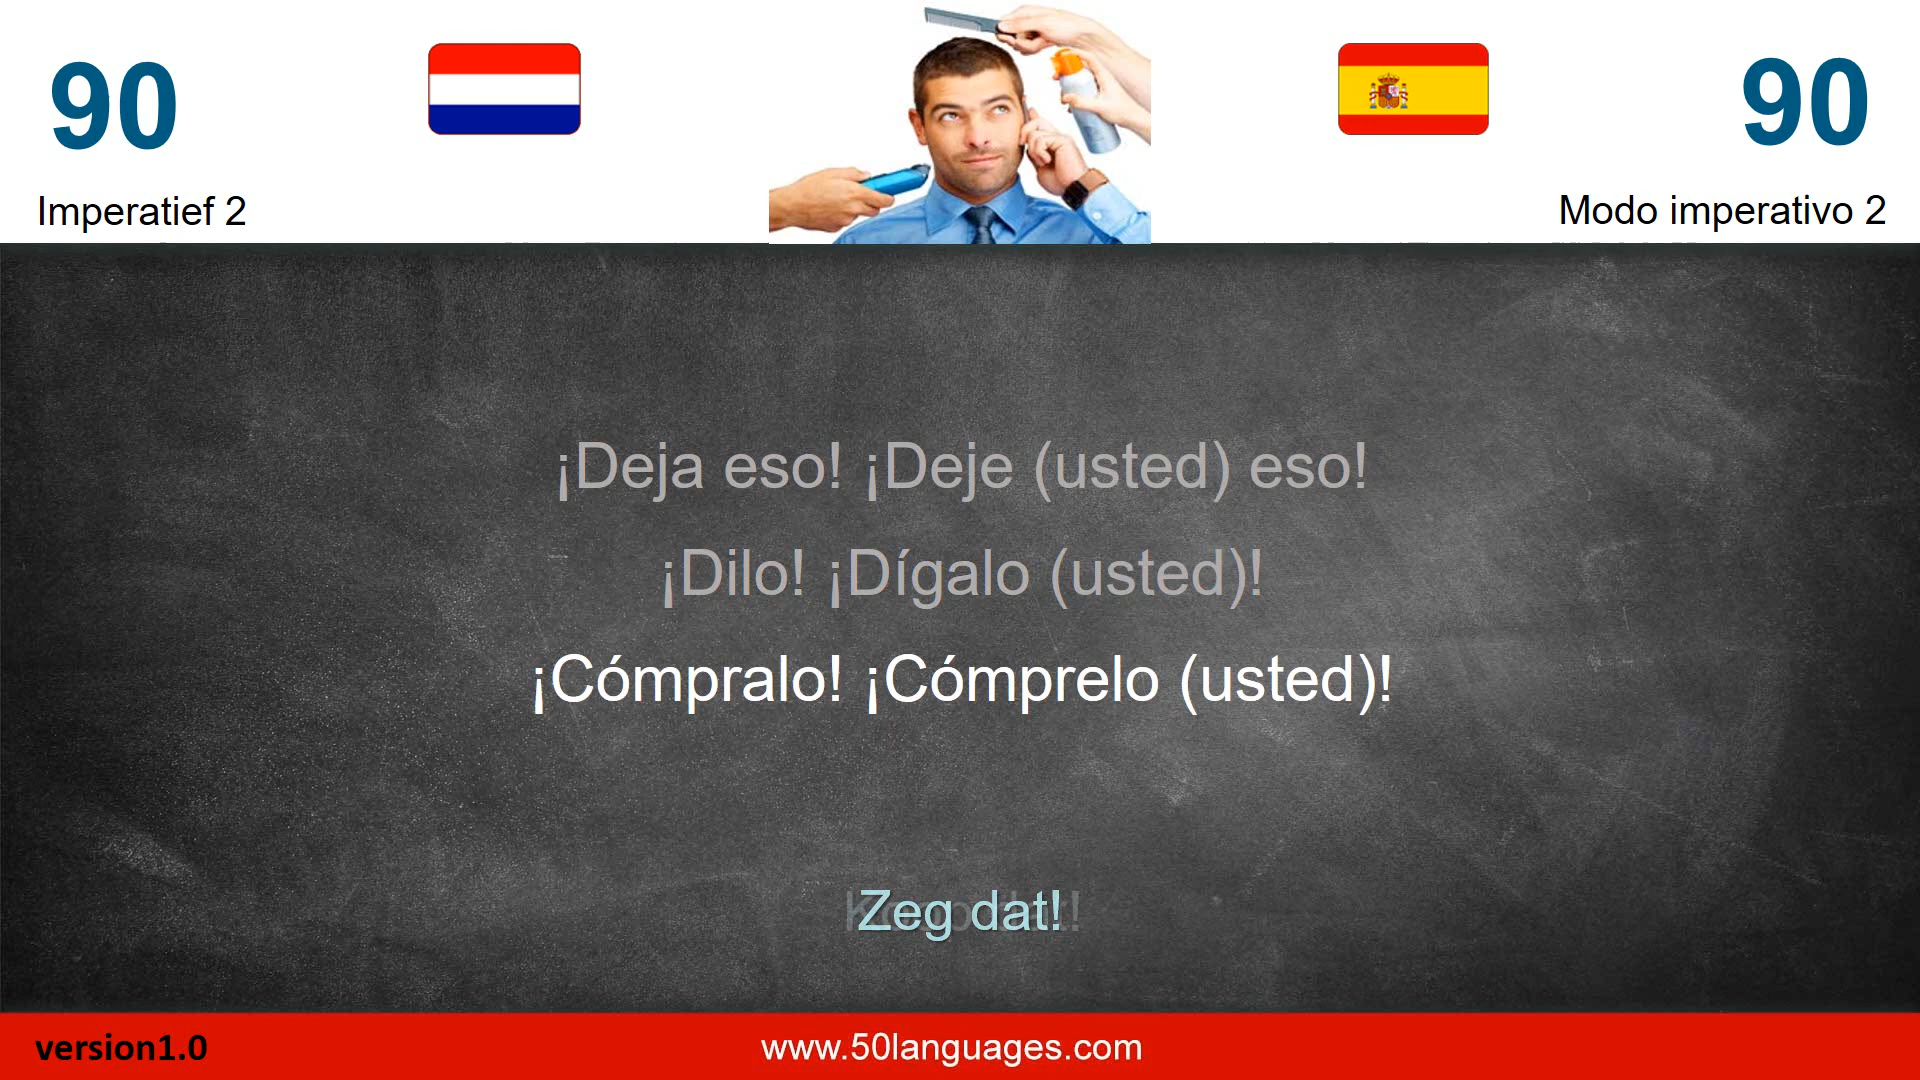 90
90
Imperatief 2
Modo imperativo 2
¡Deja eso! ¡Deje (usted) eso!
¡Dilo! ¡Dígalo (usted)!
¡Cómpralo! ¡Cómprelo (usted)!
Zeg dat!
version1.0
www.50languages.com